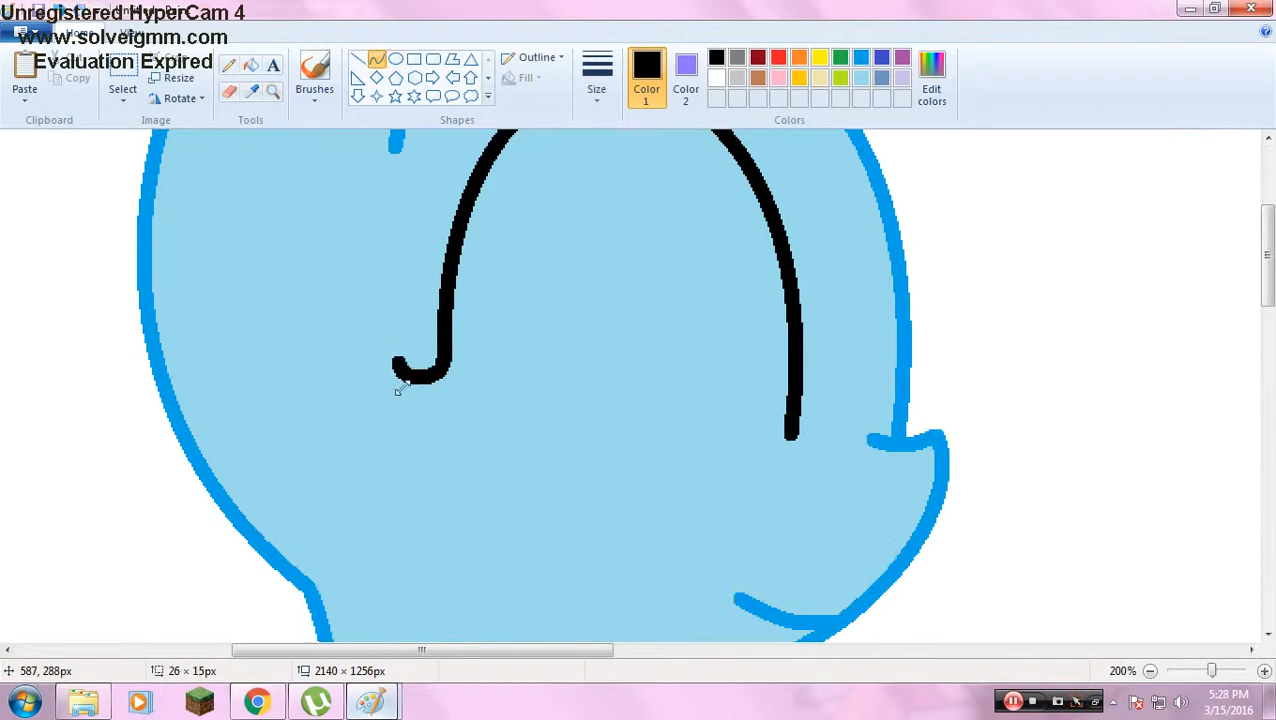 Unregistered HyperCam 4
www.solveigmm.com
Evaluation Expired
Home
Paste
Copy
Select
Resize
Rotate
Brushes
Outline
Fill
Size
Color 1
Color 2
Edit colors
Clipboard
Image
Tools
Shapes
Colors
587, 288px
26 × 15px
2140 × 1256px
200%
5:28 PM
3/15/2016